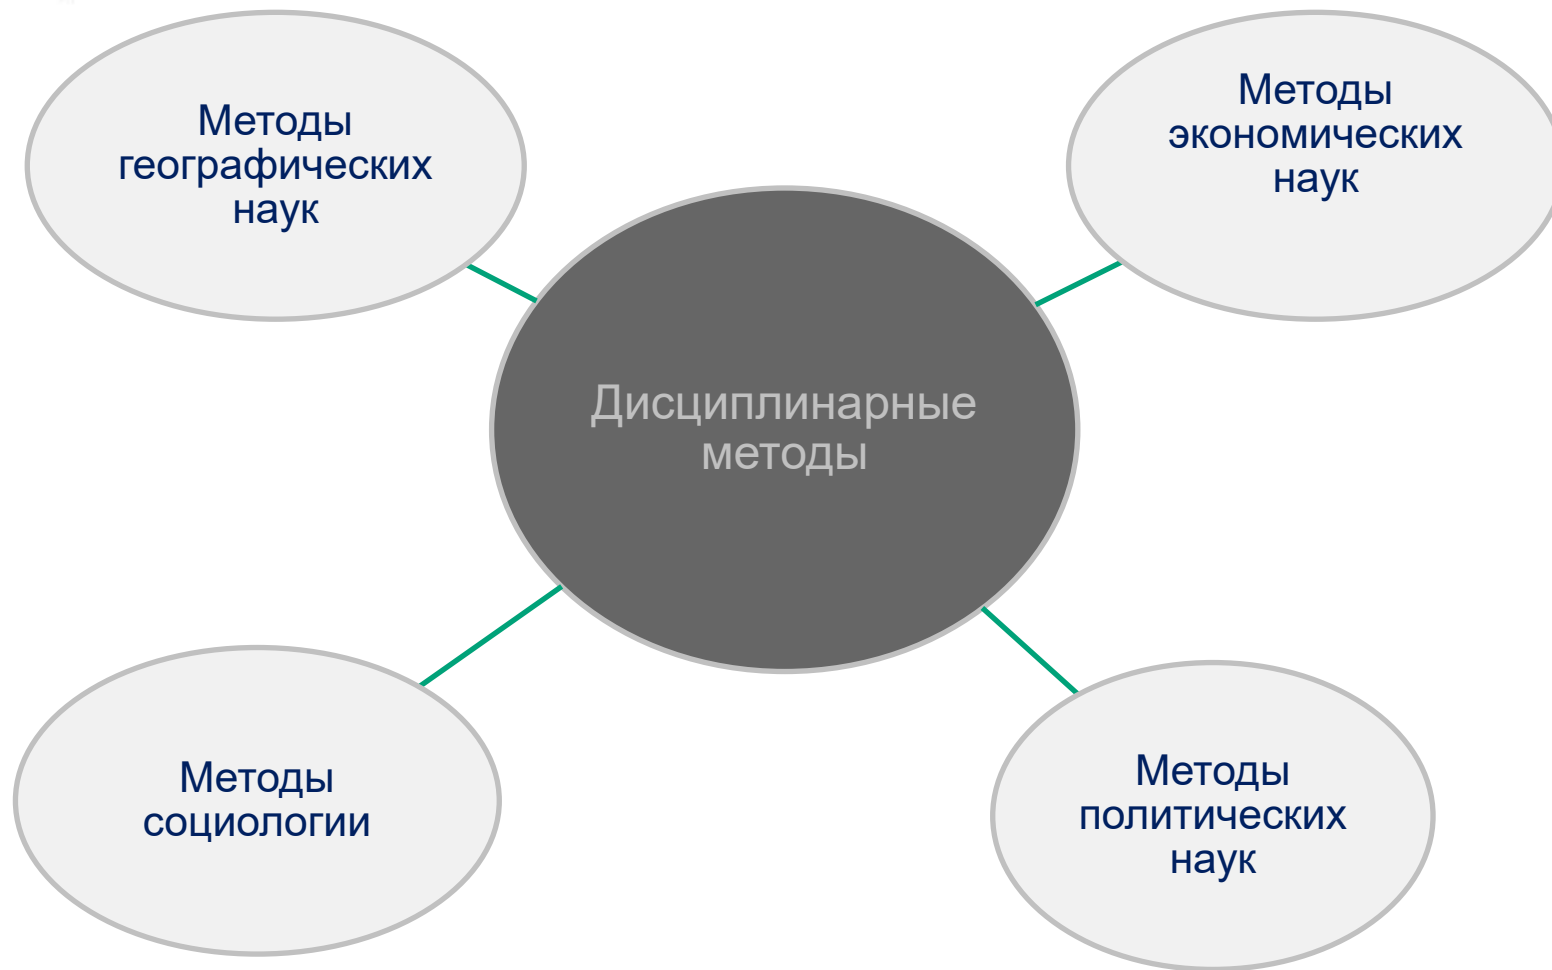 Методы
географических
наук
Методы
экономических
наук
Дисциплинарные
методы
Методы
социологии
Методы
политических
наук